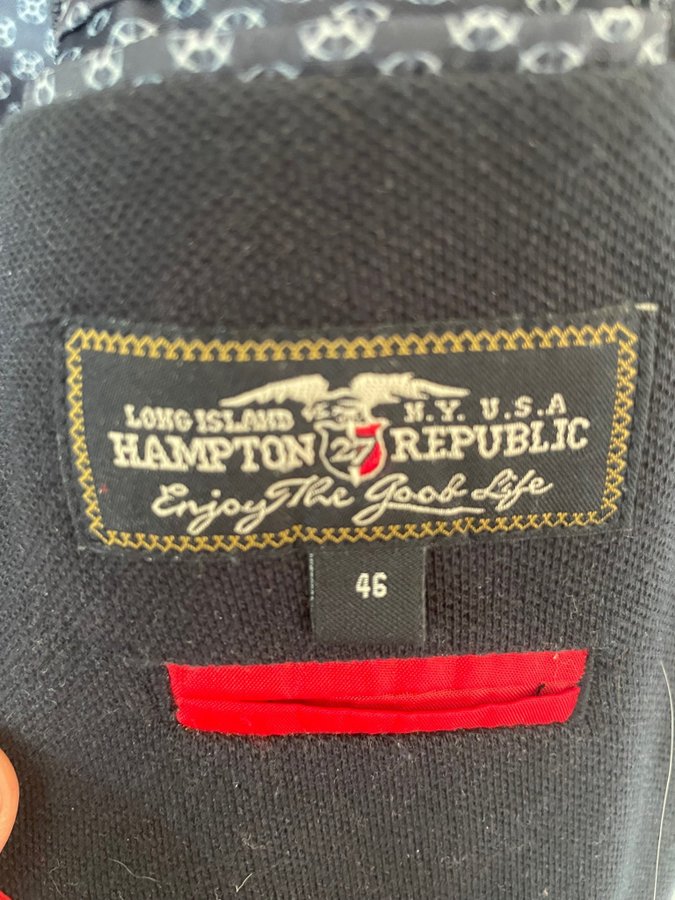 LONG ISLAND N.Y. U.S.A
HAMPTON 27 REPUBLIC
Enjoy The Good Life
46